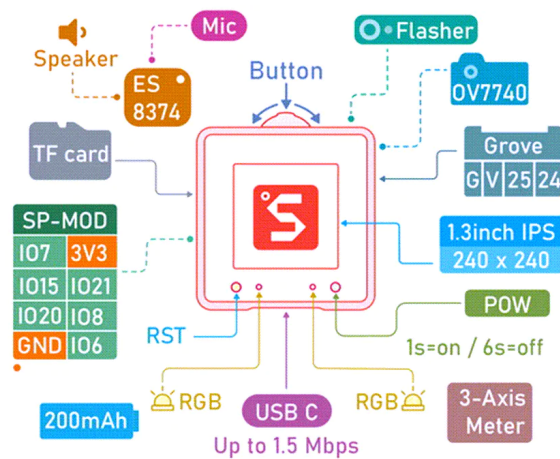 Mic
Flasher
Speaker
Button
ES
8374
OV7740
TF card
Grove
G V 25 24
SP-MOD
IO7 3V3
IO15 IO21
IO20 IO8
GND IO6
1.3inch IPS
240 x 240
S
RST
POW
1s=on / 6s=off
RGB
RGB
200mAh
USB C
3-Axis
Meter
Up to 1.5 Mbps